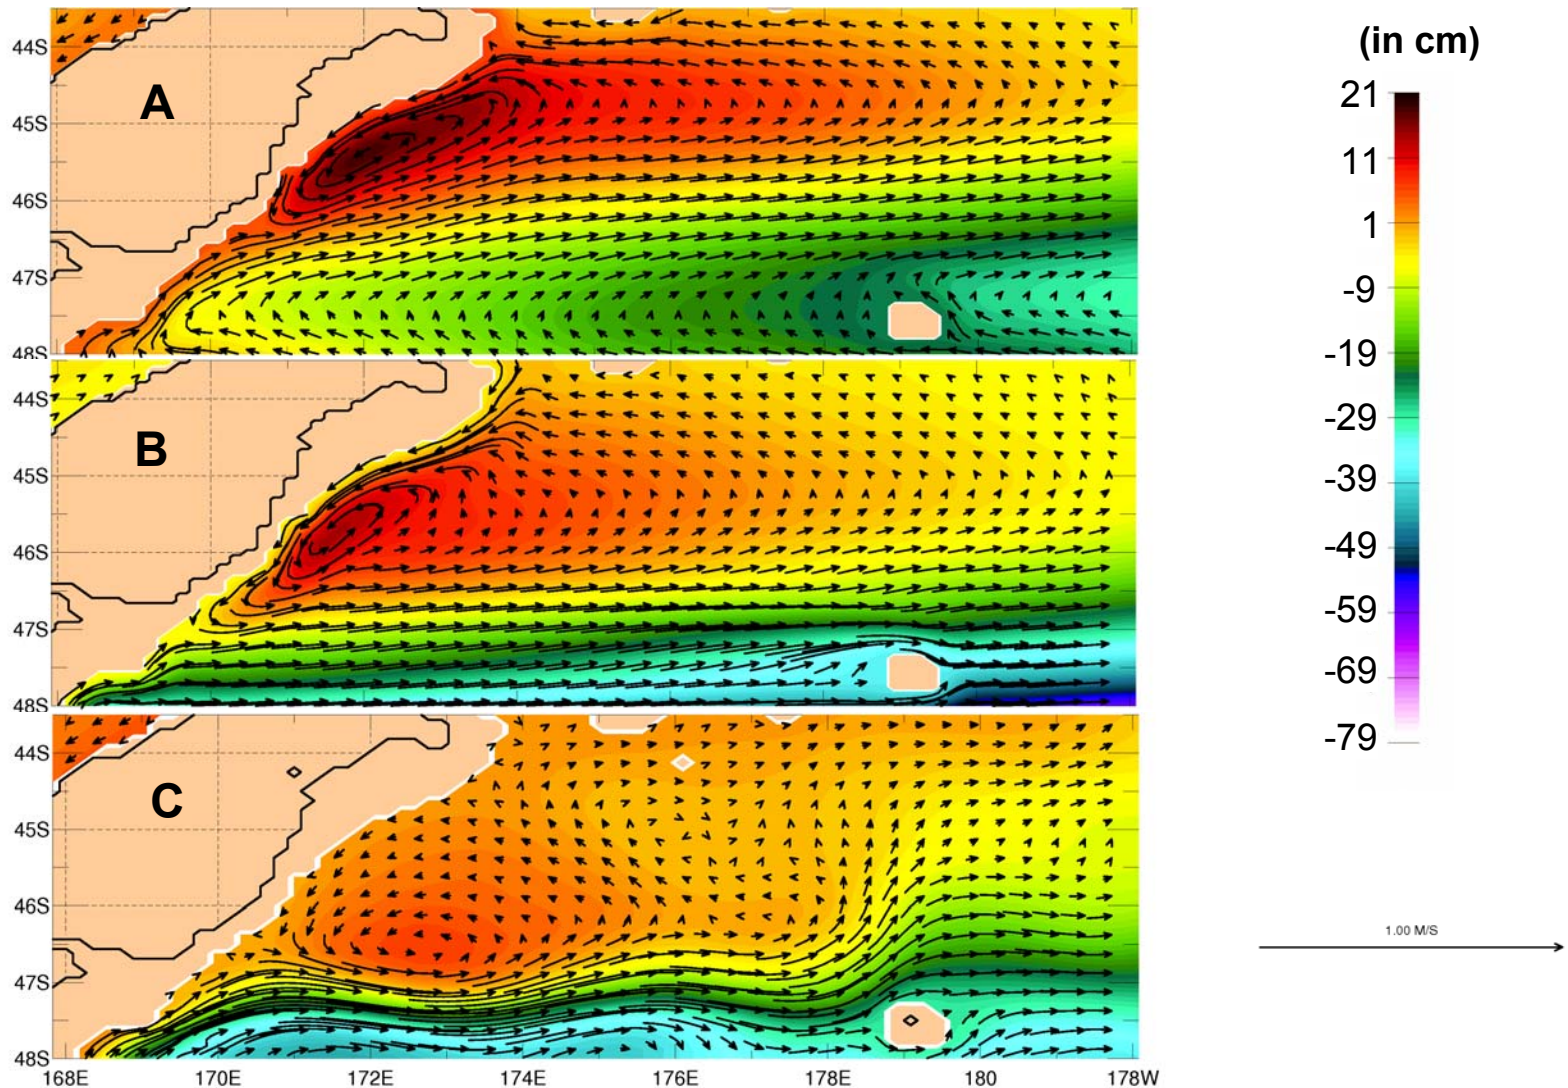 (in cm)
44S
45S
46S
47S
48S
A
21
11
1
-9
-19
-29
-39
-49
-59
-69
-79
44S
45S
46S
47S
48S
B
44S
45S
46S
47S
48S
C
1.00 M/S
168E 170E 172E 174E 176E 178E 180 178W